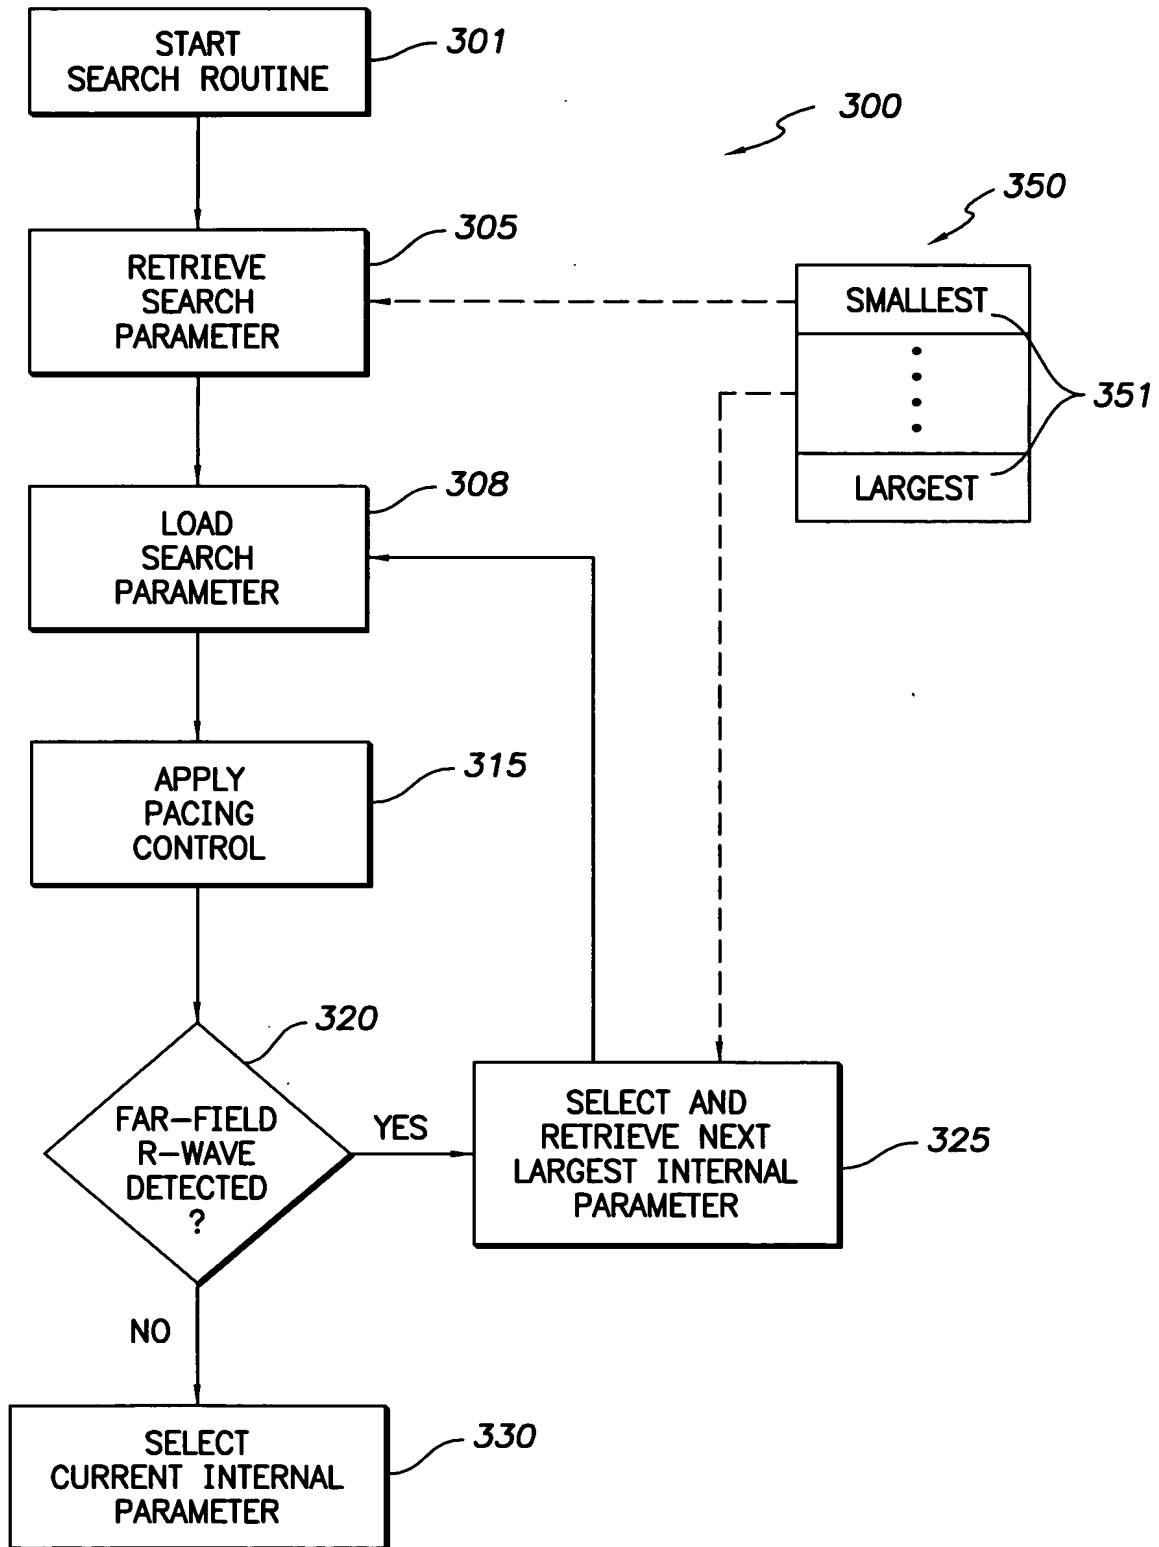 START
SEARCH ROUTINE
301
300
350
RETRIEVE
SEARCH
PARAMETER
305
SMALLEST
351
LARGEST
LOAD
SEARCH
PARAMETER
308
APPLY
PACING
CONTROL
315
FAR-FIELD
R-WAVE
DETECTED
?
320
YES
SELECT AND
RETRIEVE NEXT
LARGEST INTERNAL
PARAMETER
325
NO
SELECT
CURRENT INTERNAL
PARAMETER
330